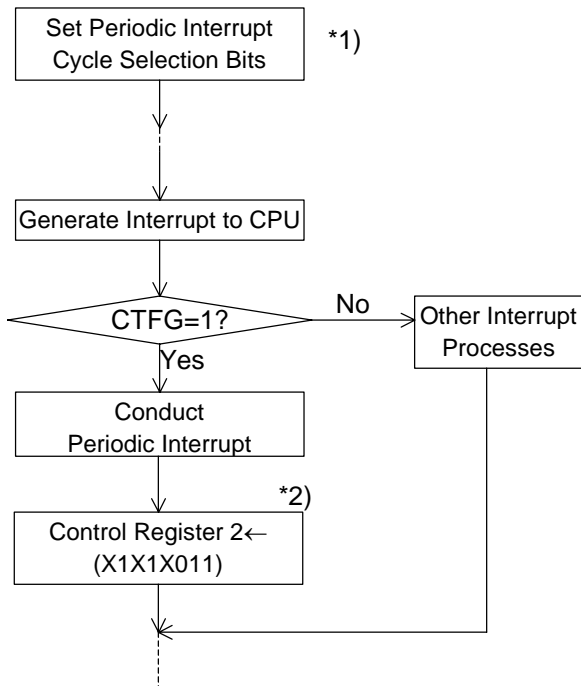 Set Periodic Interrupt
Cycle Selection Bits
*1)
Generate Interrupt to CPU
CTFG=1?
No
Other Interrupt
Processes
Yes
Conduct
Periodic Interrupt
*2)
Control Register 2←
(X1X1X011)